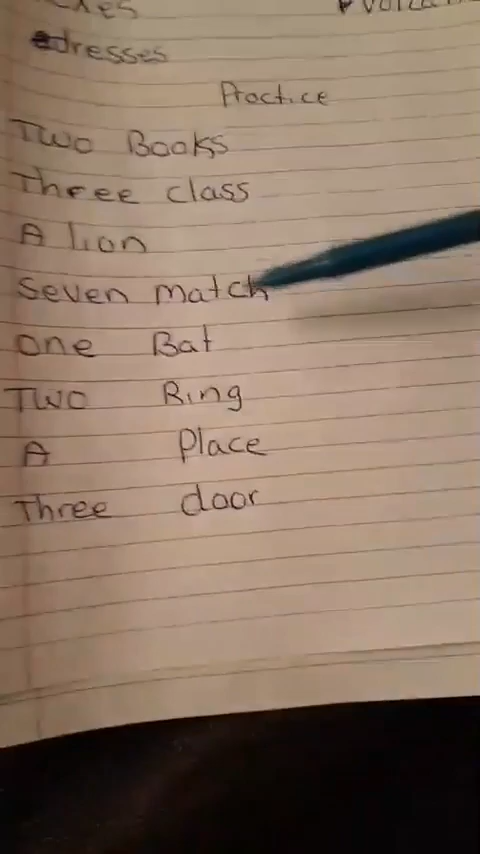 dresses
Practice
Two Books
Three class
A lion
seven match
one Bat
Two Ring
A Place
Three door